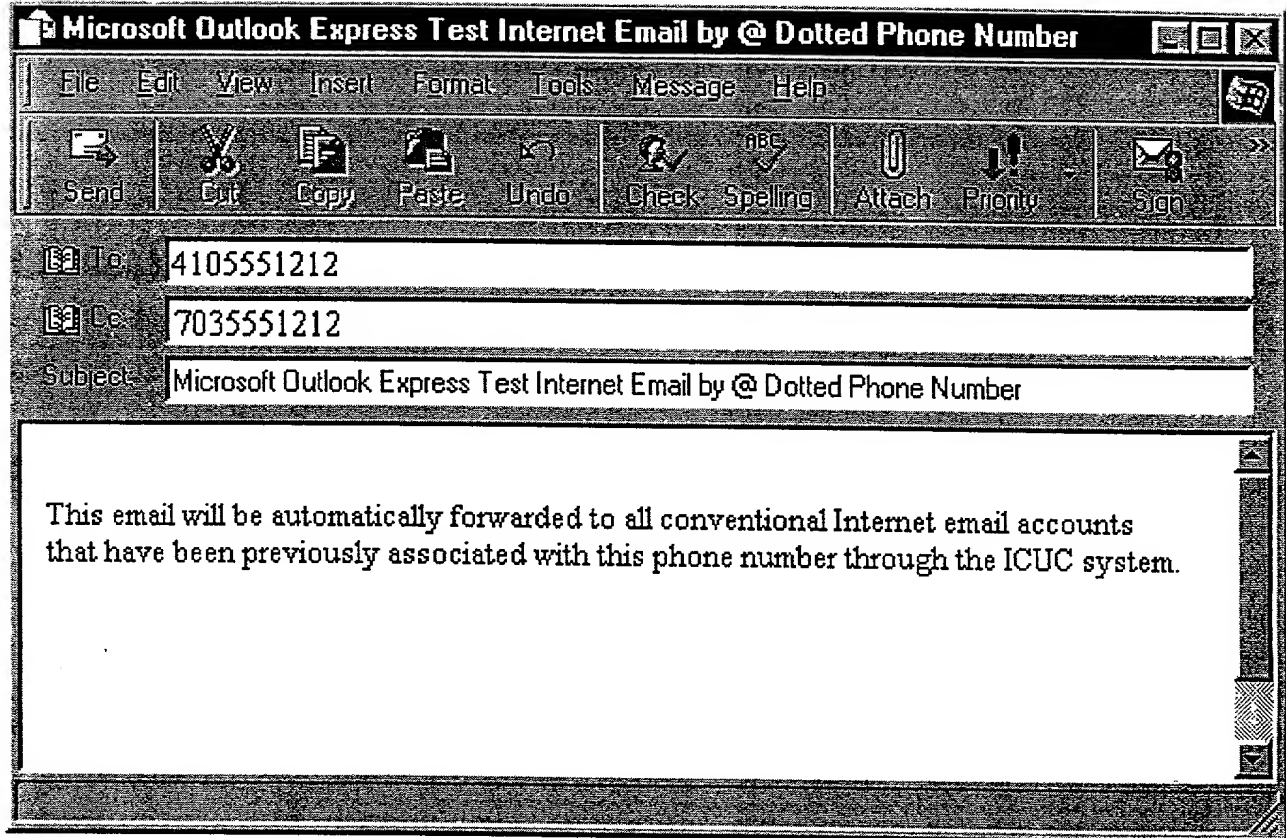 Microsoft Outlook Express Test Internet Email by @ Dotted Phone Number
File Edit View Insert Format Tools Message Help
ABC >>
Send Cut Copy Paste Undo Check Spelling Attach Priority Sign
To: 4105551212
Cc: 7035551212
Subject: Microsoft Outlook Express Test Internet Email by @ Dotted Phone Number
This email will be automatically forwarded to all conventional Internet email accounts
that have been previously associated with this phone number through the ICUC system.